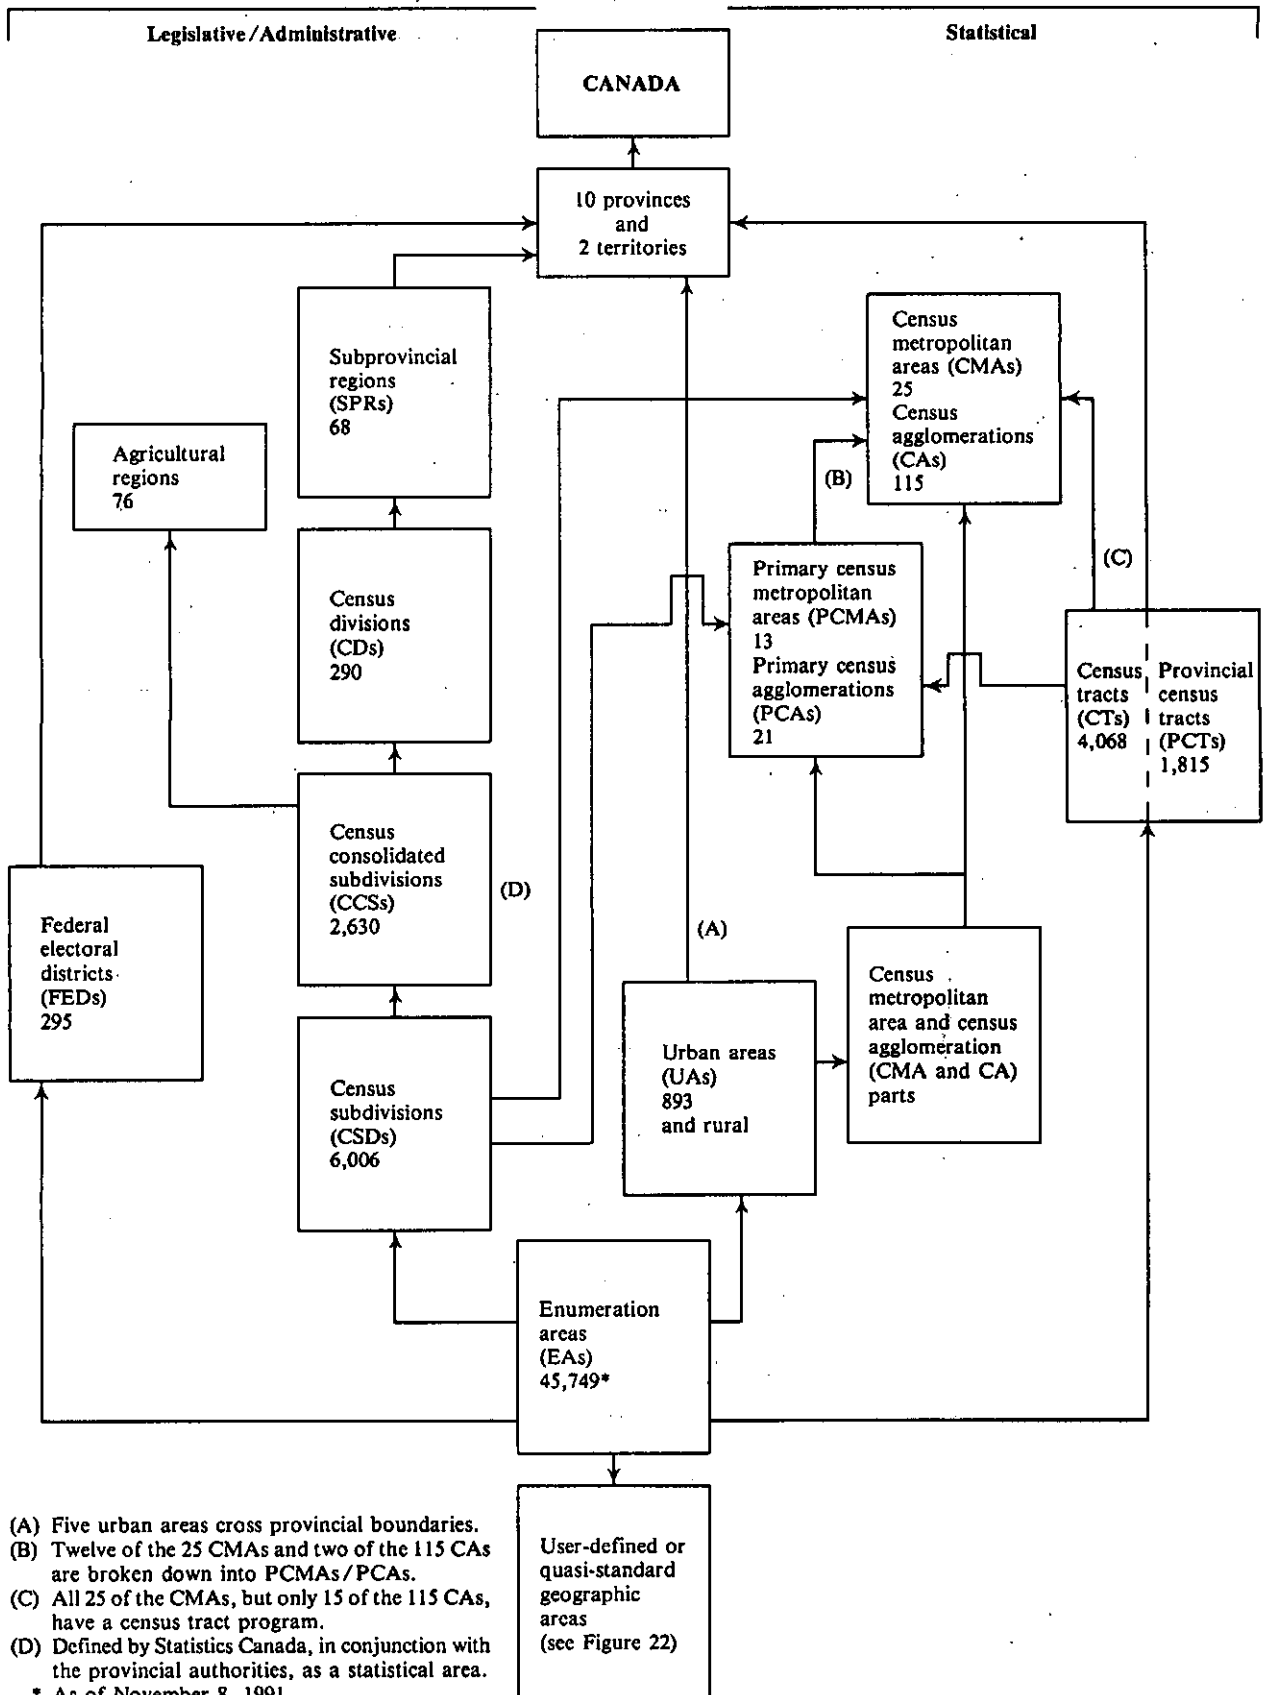 Legislative/Administrative
Statistical
CANADA
10 provinces
and
2 territories
Subprovincial
regions
(SPRs)
68
Census
metropolitan
areas (CMAs)
25
Census
agglomerations
(CAs)
115
Agricultural
regions
76
(B)
(C)
Census
divisions
(CDs)
290
Primary census
metropolitan
areas (PCMAs)
13
Primary census
agglomerations
(PCAs)
21
Census
tracts
(CTs)
4,068
Provincial
census
tracts
(PCTs)
1,815
Census
consolidated
subdivisions
(CCSs)
2,630
(D)
(A)
Federal
electoral
districts
(FEDs)
295
Census
metropolitan
area and census
agglomeration
(CMA and CA)
parts
Urban areas
(UAs)
893
and rural
Census
subdivisions
(CSDs)
6,006
Enumeration
areas
(EAs)
45,749*
User-defined or
quasi-standard
geographic
areas
(see Figure 22)
(A) Five urban areas cross provincial boundaries.
(B) Twelve of the 25 CMAs and two of the 115 CAs
are broken down into PCMAs/PCAs.
(C) All 25 of the CMAs, but only 15 of the 115 CAs,
have a census tract program.
(D) Defined by Statistics Canada, in conjunction with
the provincial authorities, as a statistical area.
* As of November 8, 1991